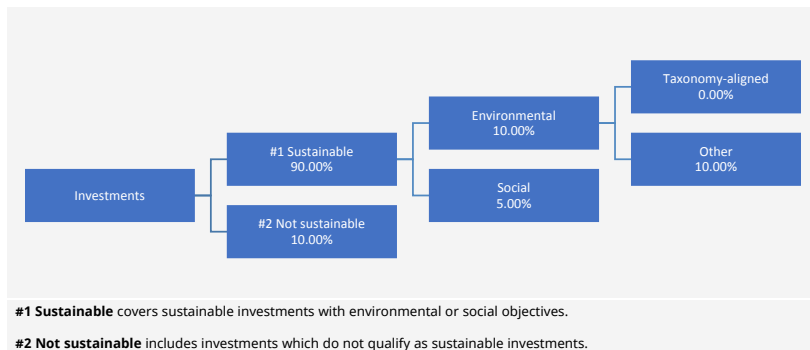 Investments
#1 Sustainable
90.00%
#2 Not sustainable
10.00%
Environmental
10.00%
Social
5.00%
Taxonomy-aligned
0.00%
Other
10.00%
#1 Sustainable covers sustainable investments with environmental or social objectives.
#2 Not sustainable includes investments which do not qualify as sustainable investments.